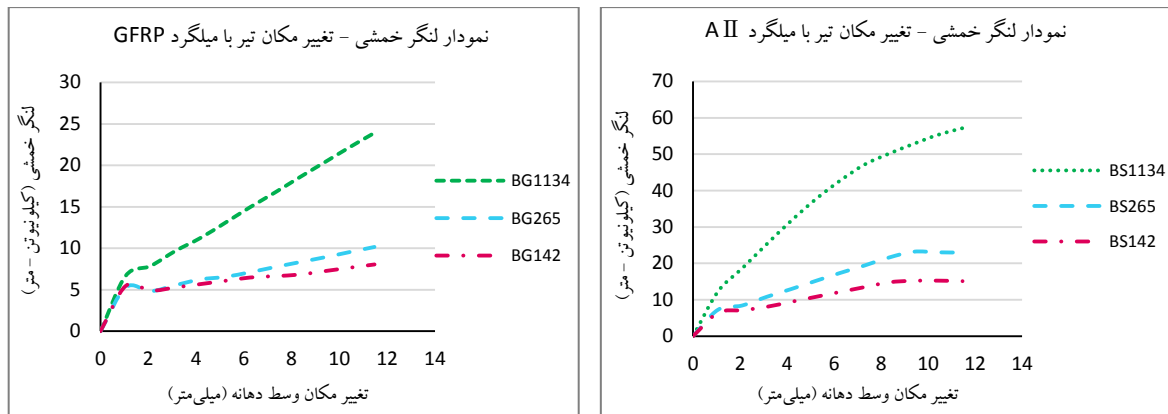 نمودار لنگر خمشی – تغییر مکان تیر با میلگرد GFRP
لنگر خمشی (کیلونیوتن – متر)
30
25
20
15
10
5
0
0 2 4 6 8 10 12 14
تغییر مکان وسط دهانه (میلی‌متر)
BG1134
BG265
BG142
نمودار لنگر خمشی – تغییر مکان تیر با میلگرد AⅡ
لنگر خمشی (کیلونیوتن – متر)
70
60
50
40
30
20
10
0
0 2 4 6 8 10 12 14
تغییر مکان وسط دهانه (میلی‌متر)
BS1134
BS265
BS142